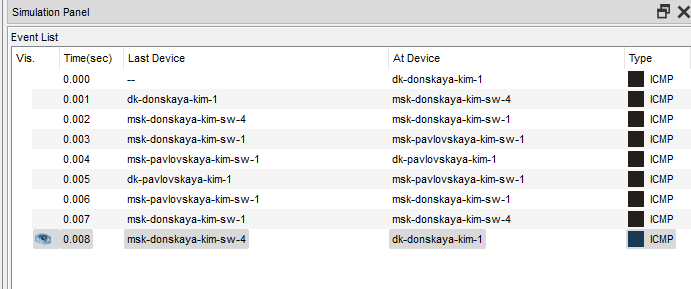 Simulation Panel
Event List
Vis. Time(sec) Last Device At Device Type
0.000 -- dk-donskaya-kim-1 ICMP
0.001 dk-donskaya-kim-1 msk-donskaya-kim-sw-4 ICMP
0.002 msk-donskaya-kim-sw-4 msk-donskaya-kim-sw-1 ICMP
0.003 msk-donskaya-kim-sw-1 msk-pavlovskaya-kim-sw-1 ICMP
0.004 msk-pavlovskaya-kim-sw-1 dk-pavlovskaya-kim-1 ICMP
0.005 dk-pavlovskaya-kim-1 msk-pavlovskaya-kim-sw-1 ICMP
0.006 msk-pavlovskaya-kim-sw-1 msk-donskaya-kim-sw-1 ICMP
0.007 msk-donskaya-kim-sw-1 msk-donskaya-kim-sw-4 ICMP
0.008 msk-donskaya-kim-sw-4 dk-donskaya-kim-1 ICMP